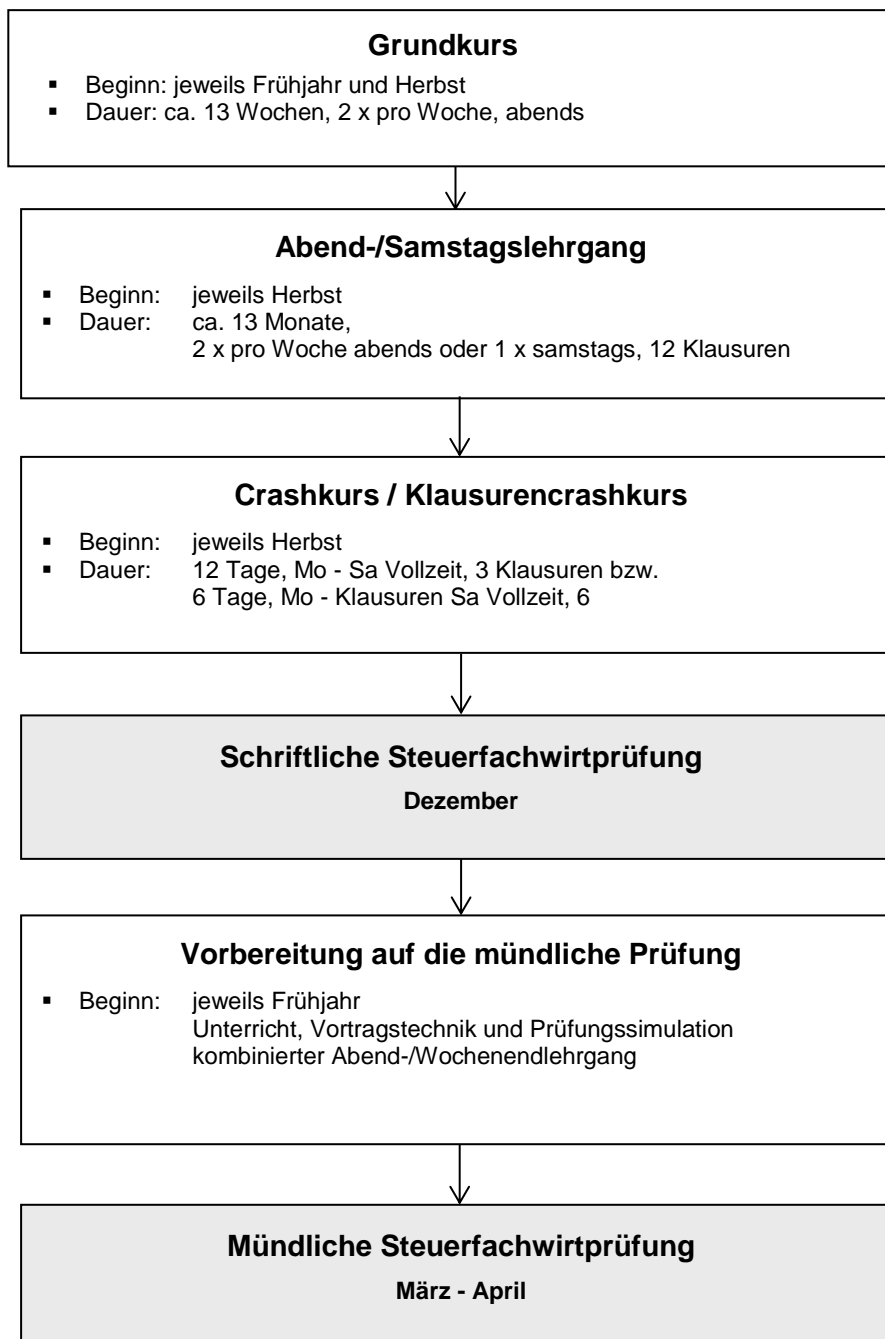 Grundkurs
▪ Beginn: jeweils Frühjahr und Herbst
▪ Dauer: ca. 13 Wochen, 2 x pro Woche, abends
Abend-/Samstagslehrgang
▪ Beginn: jeweils Herbst
▪ Dauer: ca. 13 Monate,
2 x pro Woche abends oder 1 x samstags, 12 Klausuren
Crashkurs / Klausurencrashkurs
▪ Beginn: jeweils Herbst
▪ Dauer: 12 Tage, Mo - Sa Vollzeit, 3 Klausuren bzw.
6 Tage, Mo - Klausuren Sa Vollzeit, 6
Schriftliche Steuerfachwirtprüfung
Dezember
Vorbereitung auf die mündliche Prüfung
▪ Beginn: jeweils Frühjahr
Unterricht, Vortragstechnik und Prüfungssimulation
kombinierter Abend-/Wochenendlehrgang
Mündliche Steuerfachwirtprüfung
März - April